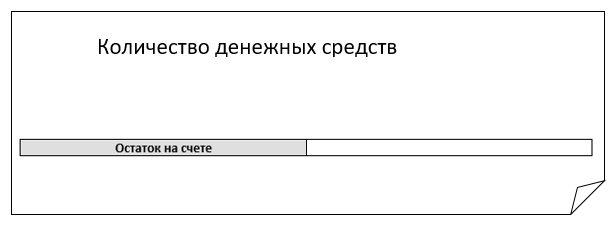 Количество денежных средств
Остаток на счете